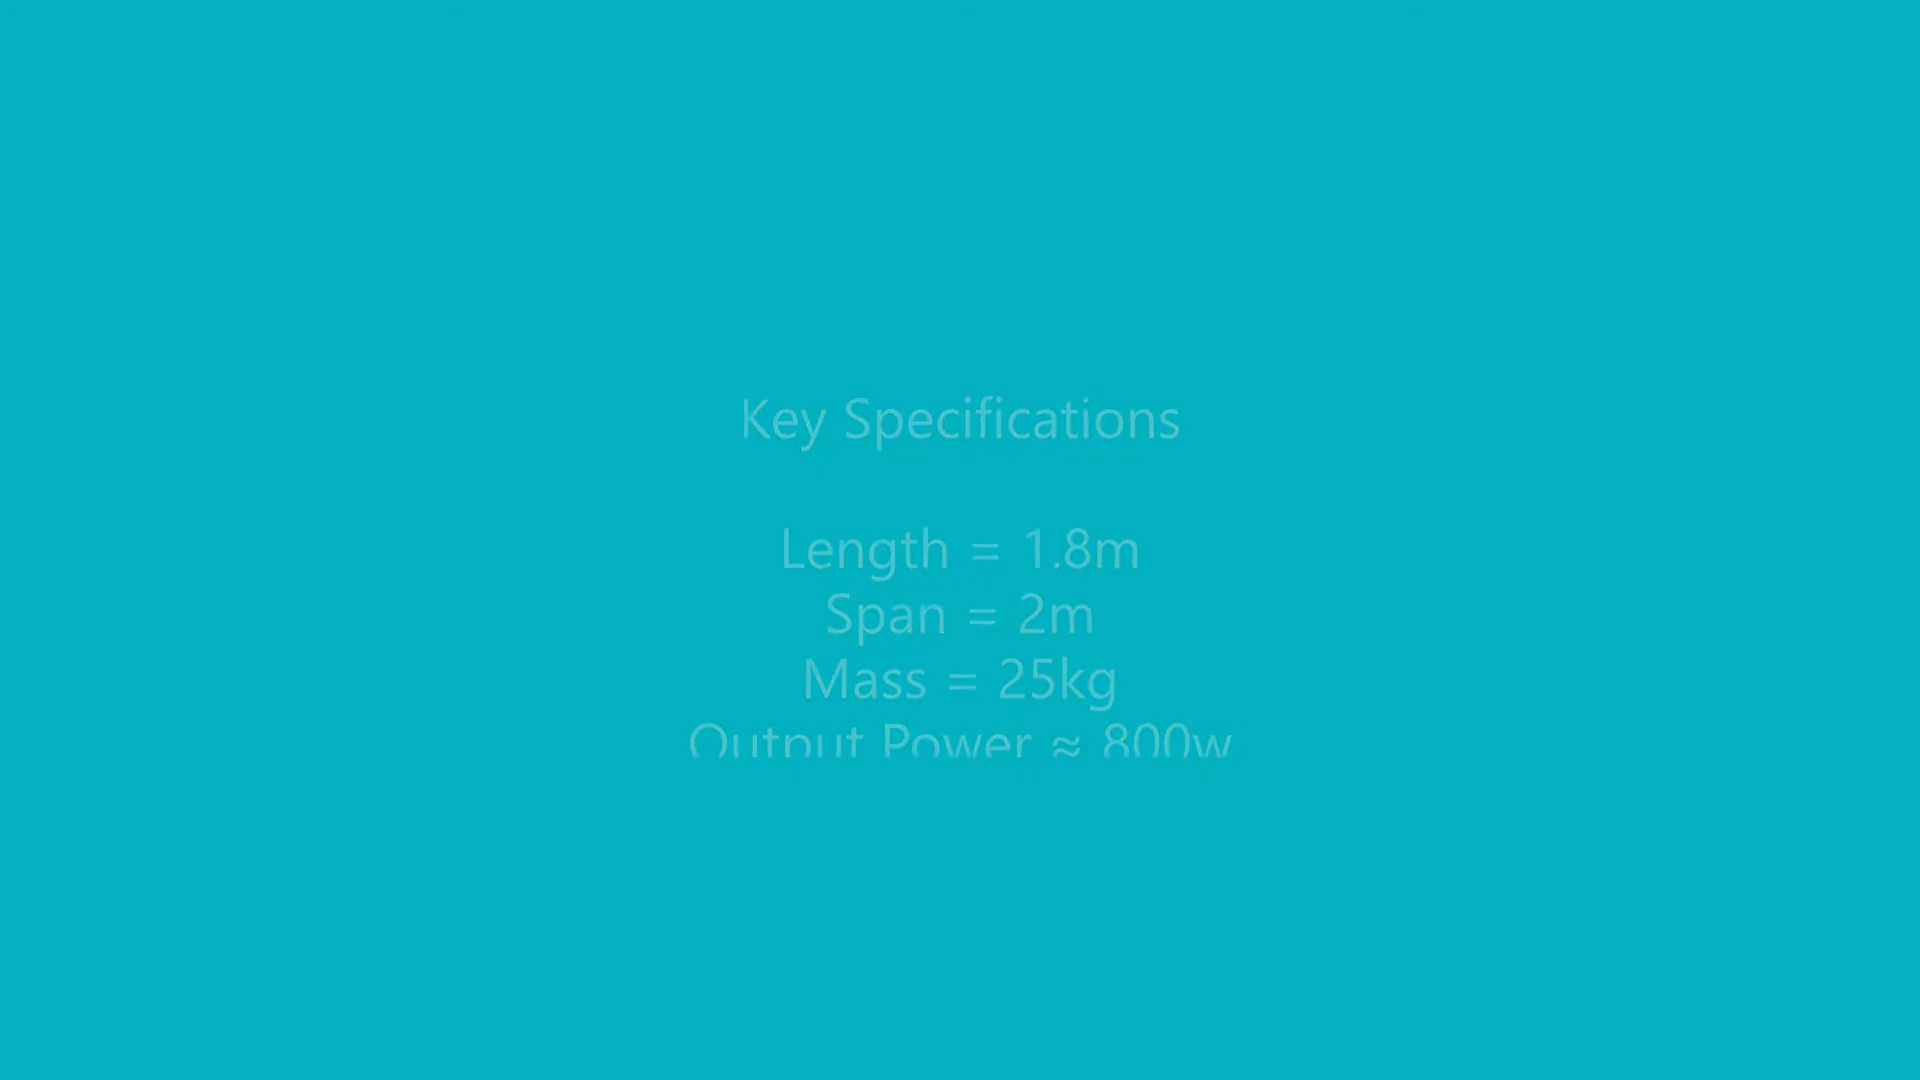 Key Specifications
Length = 1.8m
Span = 2m
Mass = 25kg
Output Power ≈ 800w